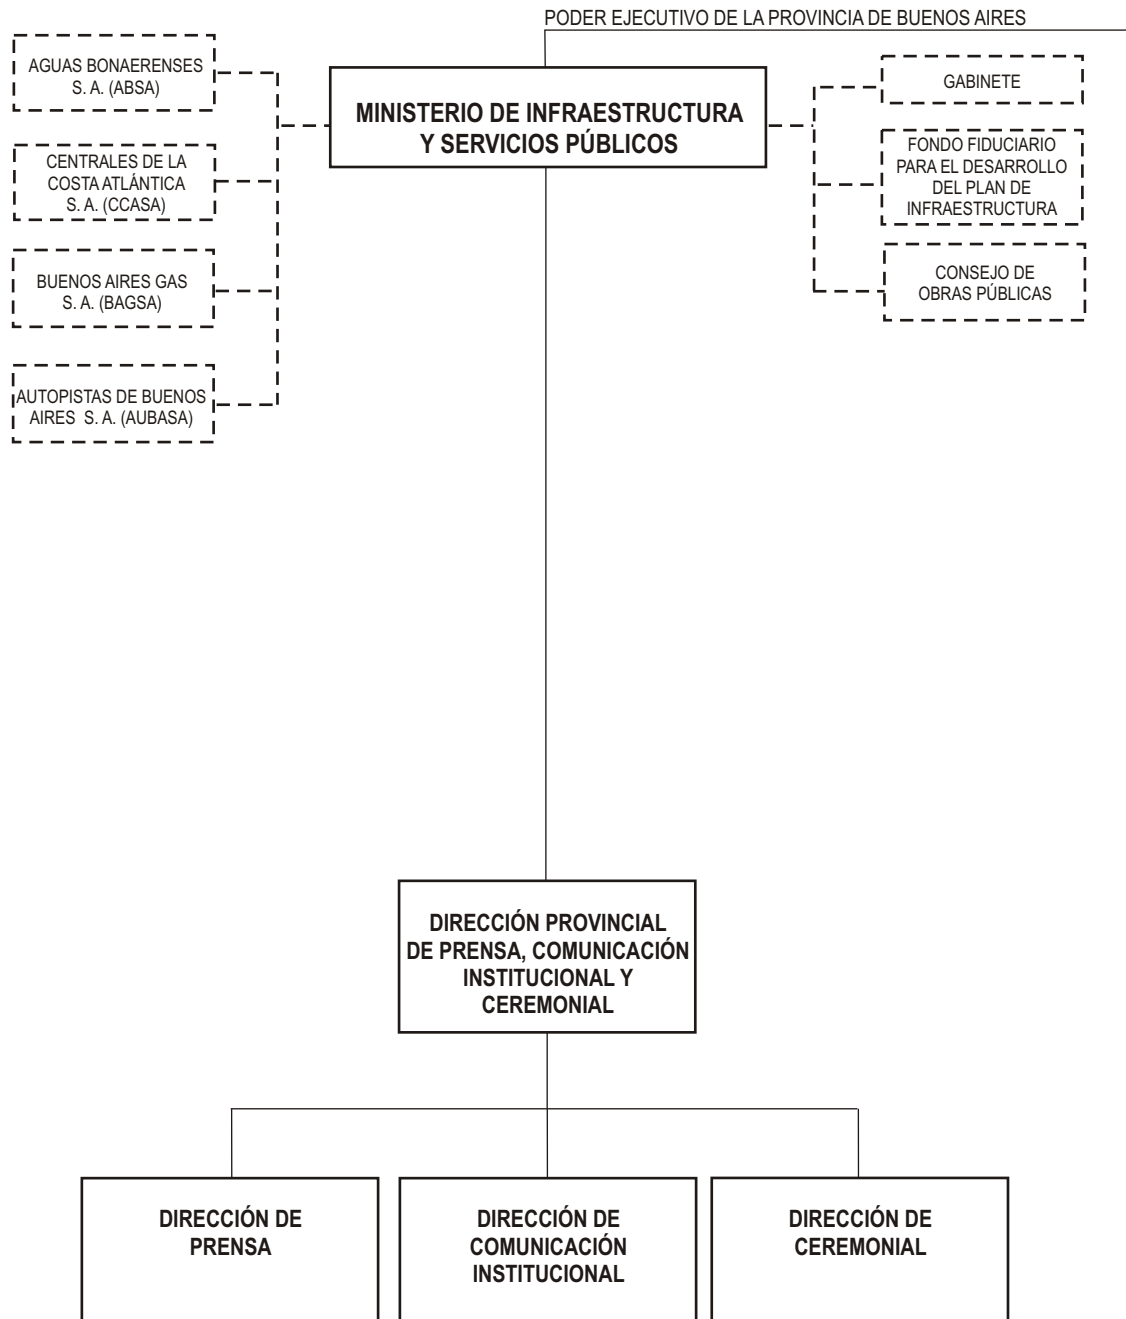 PODER EJECUTIVO DE LA PROVINCIA DE BUENOS AIRES
AGUAS BONAERENSES
S. A. (ABSA)
CENTRALES DE LA
COSTA ATLÁNTICA
S. A. (CCASA)
BUENOS AIRES GAS
S. A. (BAGSA)
AUTOPISTAS DE BUENOS
AIRES S. A. (AUBASA)
MINISTERIO DE INFRAESTRUCTURA
Y SERVICIOS PÚBLICOS
GABINETE
FONDO FIDUCIARIO
PARA EL DESARROLLO
DEL PLAN DE
INFRAESTRUCTURA
CONSEJO DE
OBRAS PÚBLICAS
DIRECCIÓN PROVINCIAL
DE PRENSA, COMUNICACIÓN
INSTITUCIONAL Y
CEREMONIAL
DIRECCIÓN DE
PRENSA
DIRECCIÓN DE
COMUNICACIÓN
INSTITUCIONAL
DIRECCIÓN DE
CEREMONIAL